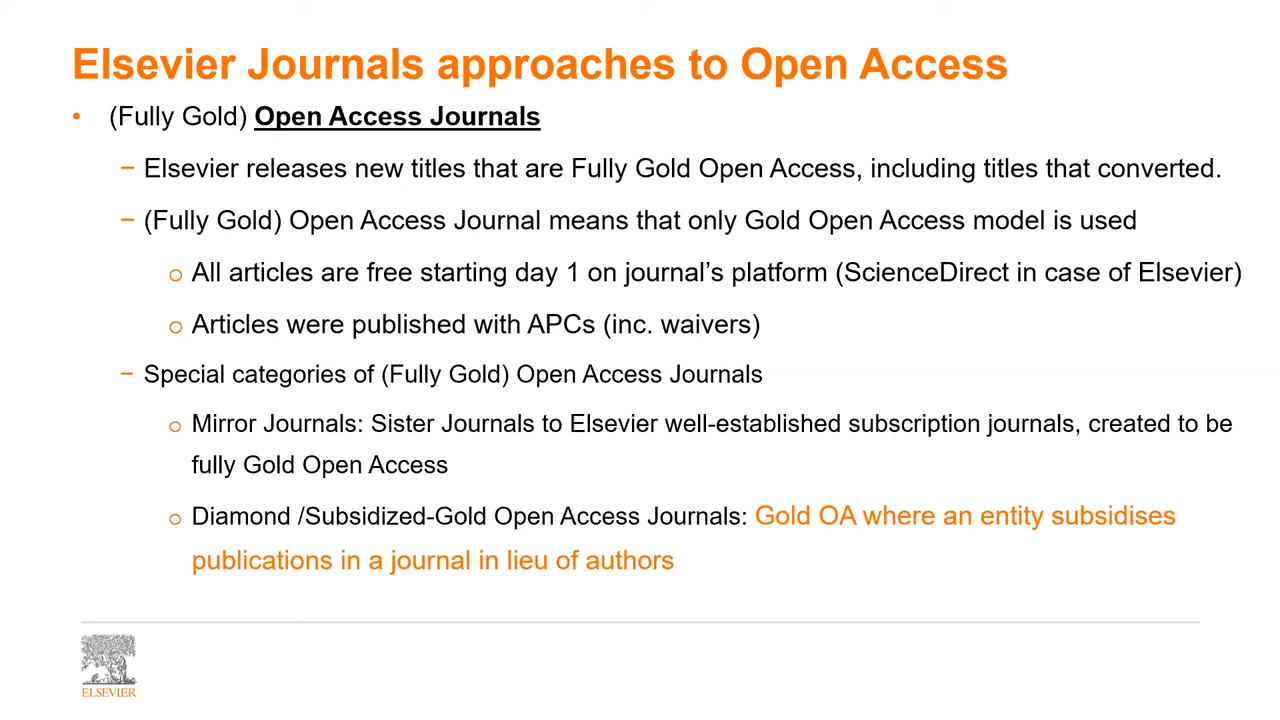 Elsevier Journals approaches to Open Access
• (Fully Gold) Open Access Journals
− Elsevier releases new titles that are Fully Gold Open Access, including titles that converted.
− (Fully Gold) Open Access Journal means that only Gold Open Access model is used
o All articles are free starting day 1 on journal’s platform (ScienceDirect in case of Elsevier)
o Articles were published with APCs (inc. waivers)
− Special categories of (Fully Gold) Open Access Journals
o Mirror Journals: Sister Journals to Elsevier well-established subscription journals, created to be
fully Gold Open Access
o Diamond /Subsidized-Gold Open Access Journals: Gold OA where an entity subsidises
publications in a journal in lieu of authors
ELSEVIER